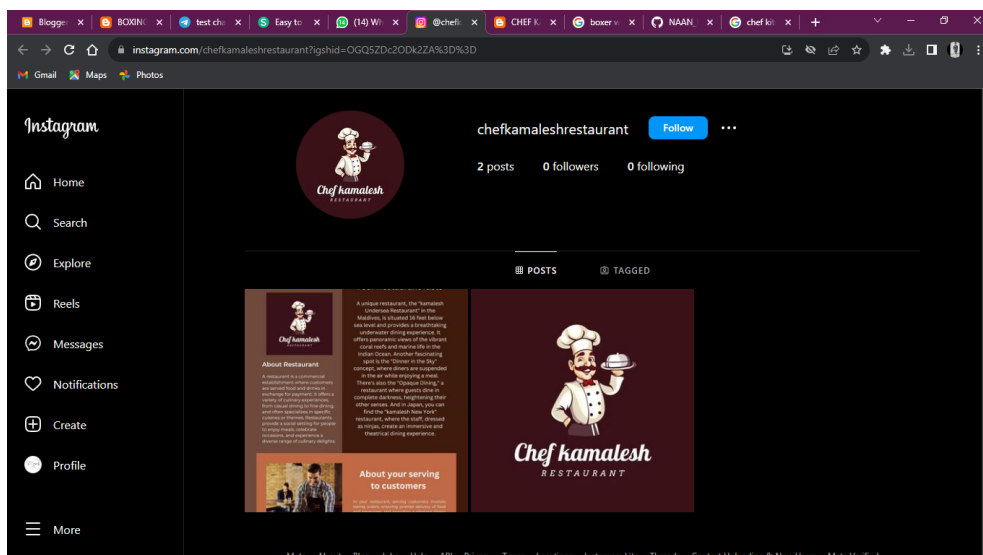 Blogger
BOXING
test cha
Easy to
(14) Wh
@chefk
CHEF K
boxer w
NAAN_
chef kit
instagram.com/chefkamaleshrestaurant?igshid=OGQ5ZDc2ODk2ZA%3D%3D
Gmail
Maps
Photos
Instagram
chefkamaleshrestaurant
Follow
2 posts
0 followers
0 following
Home
Search
Explore
Reels
Messages
Notifications
Create
Profile
More
Chef kamalesh
RESTAURANT
POSTS
TAGGED
Chef kamalesh
RESTAURANT
About Restaurant
A restaurant is a commercial
establishment where customers
are served food and drinks in
exchange for payment. It offers a
variety of culinary experiences,
from casual dining to fine dining,
and often specializes in specific
cuisines or themes. Restaurants
provide a social setting for people
to enjoy meals, celebrate
occasions, and experience a
diverse range of culinary delights.
A unique restaurant, the "kamalesh
Undersea Restaurant" in the
Maldives, is situated 16 feet below
sea level and provides a breathtaking
underwater dining experience. It
offers panoramic views of the vibrant
coral reefs and marine life in the
Indian Ocean. Another fascinating
spot is the "Dinner in the Sky"
concept, where diners are suspended
in the air while enjoying a meal.
There's also the "Opaque Dining," a
restaurant where guests dine in
complete darkness, heightening their
other senses. And in Japan, you can
find the "kamalesh New York"
restaurant, where the staff, dressed
as ninjas, create an immersive and
theatrical dining experience.
About your serving
to customers
Chef kamalesh
RESTAURANT